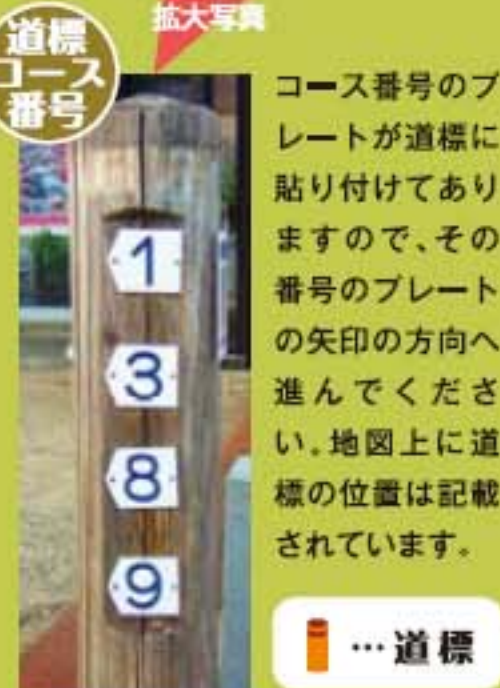 拡大写真
道標
コース
番号
コース番号のプ
レートが道標に
貼り付けてあり
ますので、その
番号のプレート
の矢印の方向へ
進んでくださ
い。地図上に道
標の位置は記載
されています。
1
3
8
9
…道標